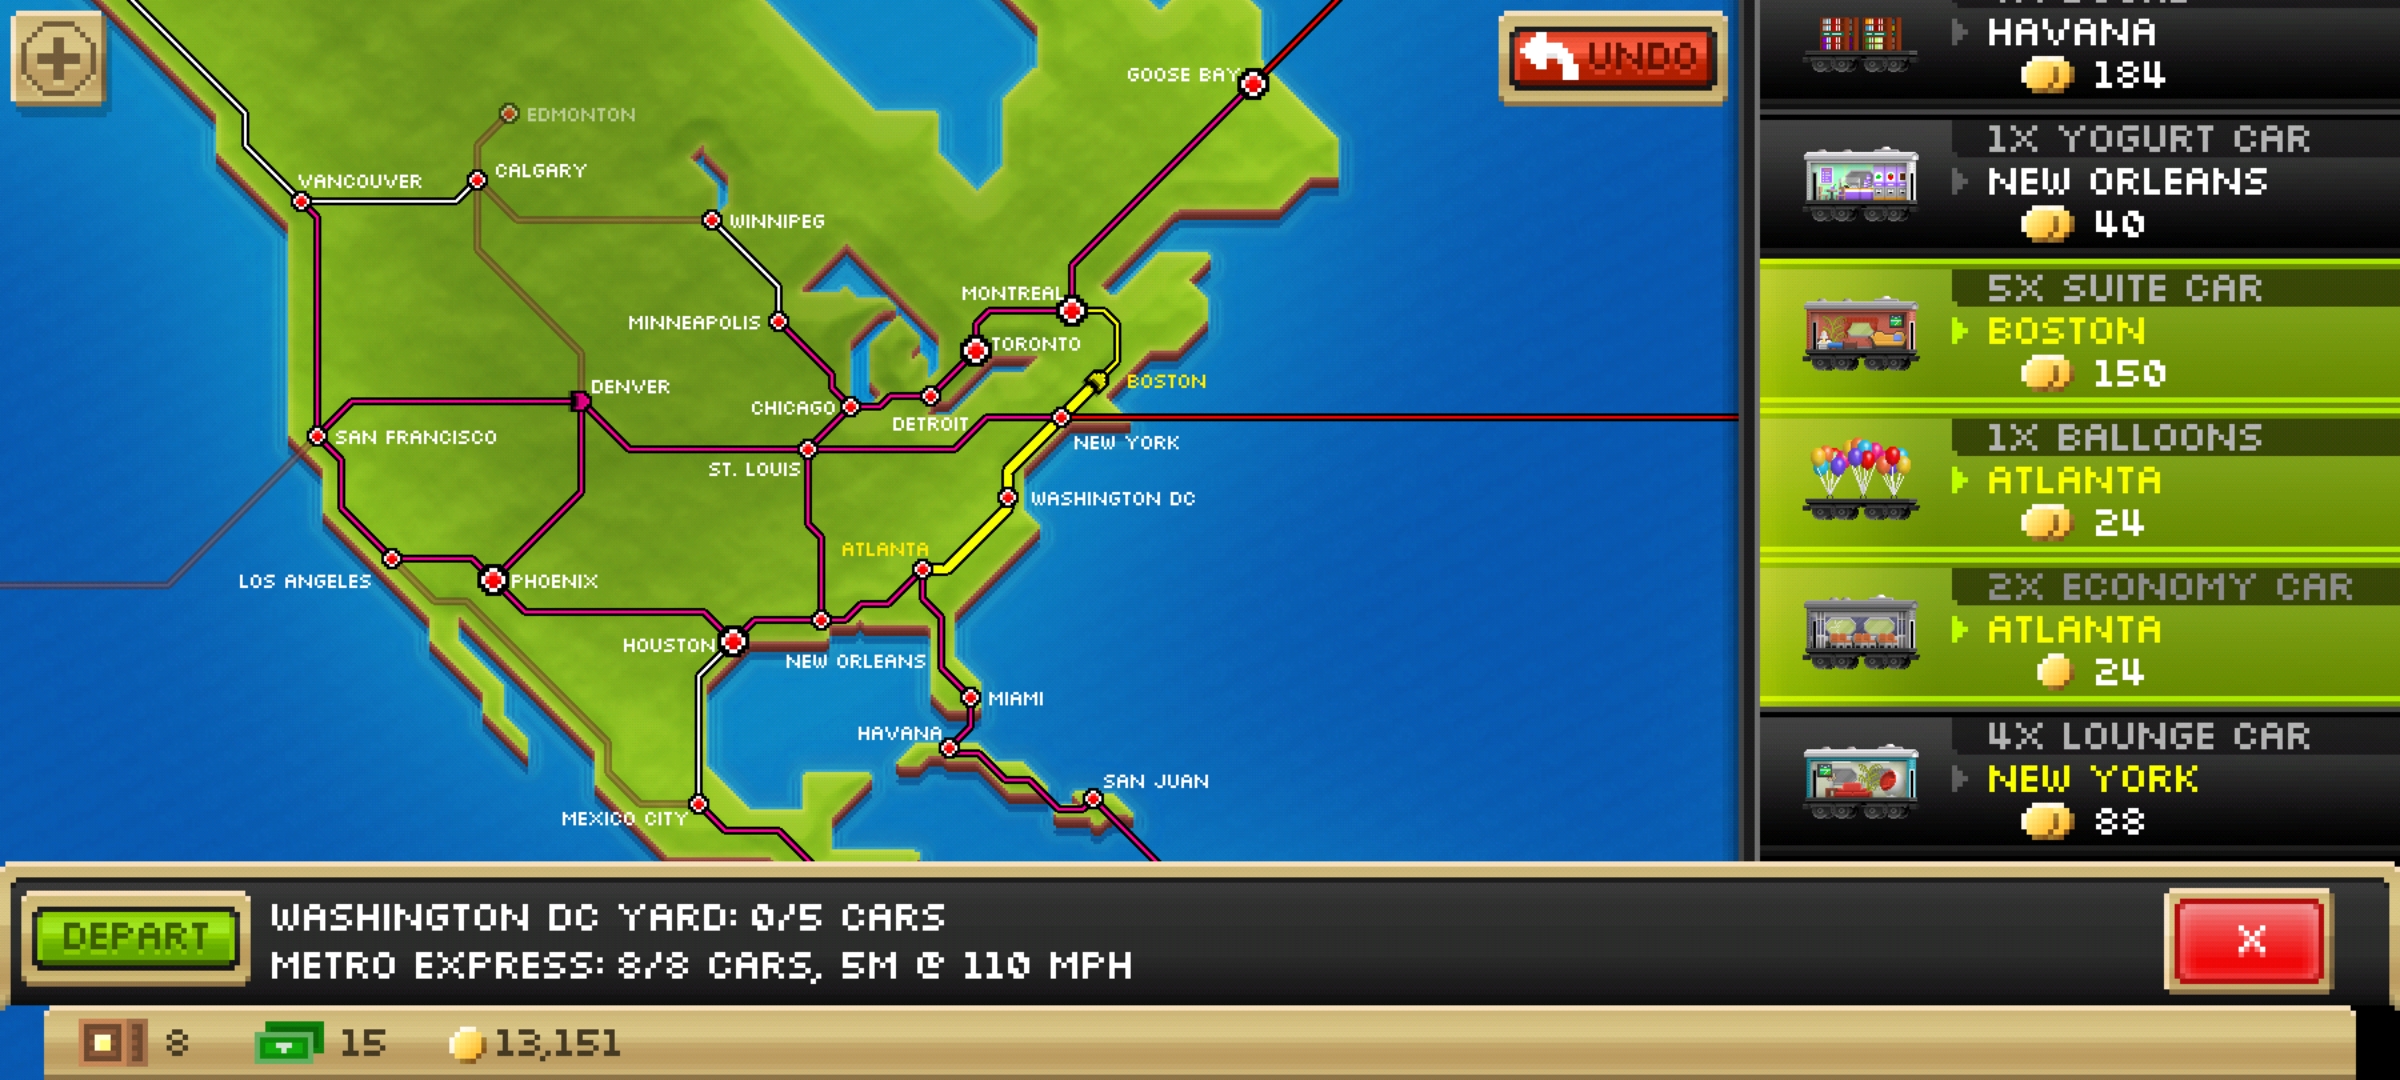 HAVANA
184
1X YOGURT CAR
NEW ORLEANS
40
5X SUITE CAR
BOSTON
150
1X BALLOONS
ATLANTA
24
2X ECONOMY CAR
ATLANTA
24
4X LOUNGE CAR
NEW YORK
88
UNDO
GOOSE BAY
EDMONTON
CALGARY
VANCOUVER
WINNIPEG
MONTREAL
MINNEAPOLIS
TORONTO
BOSTON
DENVER
CHICAGO
DETROIT
SAN FRANCISCO
NEW YORK
ST. LOUIS
WASHINGTON DC
ATLANTA
LOS ANGELES
PHOENIX
HOUSTON
NEW ORLEANS
MIAMI
HAVANA
SAN JUAN
MEXICO CITY
DEPART
WASHINGTON DC YARD: 0/5 CARS
METRO EXPRESS: 8/8 CARS, 5M @ 110 MPH
X
8
15
13,151